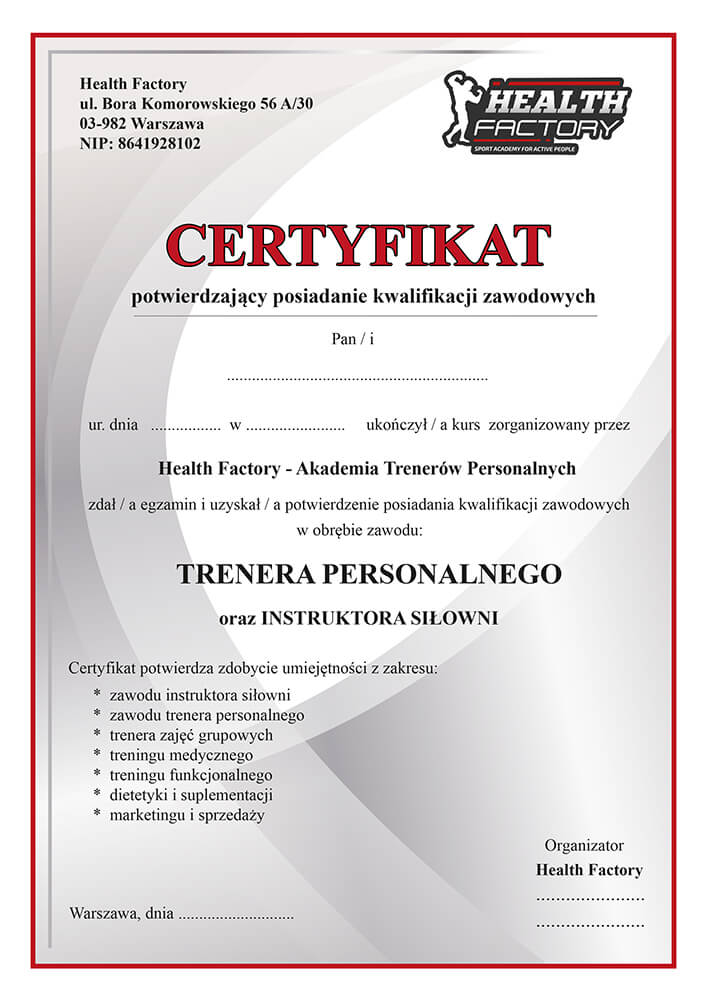 Health Factory
ul. Bora Komorowskiego 56 A/30
03-982 Warszawa
NIP: 8641928102
HEALTH
FACTORY
SPORT ACADEMY FOR ACTIVE PEOPLE
CERTYFIKAT
potwierdzający posiadanie kwalifikacji zawodowych
Pan / i
................................................................
ur. dnia ................. w ........................ ukończył / a kurs zorganizowany przez
Health Factory - Akademia Trenerów Personalnych
zdał / a egzamin i uzyskał / a potwierdzenie posiadania kwalifikacji zawodowych
w obrębie zawodu:
TRENERA PERSONALNEGO
oraz INSTRUKTORA SIŁOWNI
Certyfikat potwierdza zdobycie umiejętności z zakresu:
* zawodu instruktora siłowni
* zawodu trenera personalnego
* trenera zajęć grupowych
* treningu medycznego
* treningu funkcjonalnego
* dietetyki i suplementacji
* marketingu i sprzedaży
Organizator
Health Factory
......................
......................
Warszawa, dnia ............................